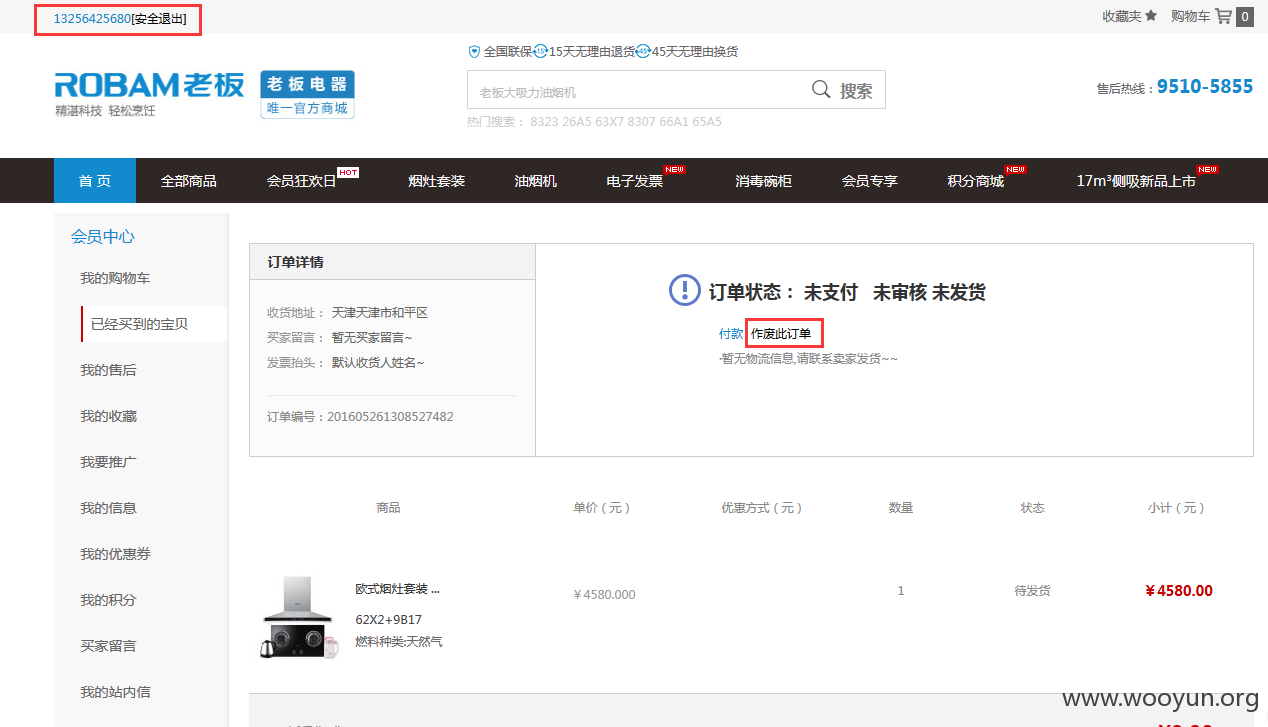 13256425680[安全退出]
收藏夹 购物车 0
全国联保 15天无理由退货 45天无理由换货
ROBAM老板
精湛科技 轻松烹饪
老板电器
唯一官方商城
老板大吸力油烟机
搜索
热门搜索： 8323 26A5 63X7 8307 66A1 65A5
售后热线：9510-5855
首 页 全部商品 会员狂欢日 HOT 烟灶套装 油烟机 电子发票 NEW 消毒碗柜 会员专享 积分商城 NEW 17m³侧吸新品上市 NEW
会员中心
我的购物车
已经买到的宝贝
我的售后
我的收藏
我要推广
我的信息
我的优惠券
我的积分
买家留言
我的站内信
订单详情
收货地址： 天津天津市和平区
买家留言： 暂无买家留言~
发票抬头： 默认收货人姓名~
订单编号：201605261308527482
订单状态： 未支付 未审核 未发货
付款 作废此订单
·暂无物流信息,请联系卖家发货~~
商品 单价（元） 优惠方式（元） 数量 状态 小计（元）
欧式烟灶套装 ...
62X2+9B17
燃料种类:天然气
￥4580.000 1 待发货 ￥4580.00
www.wooyun.org